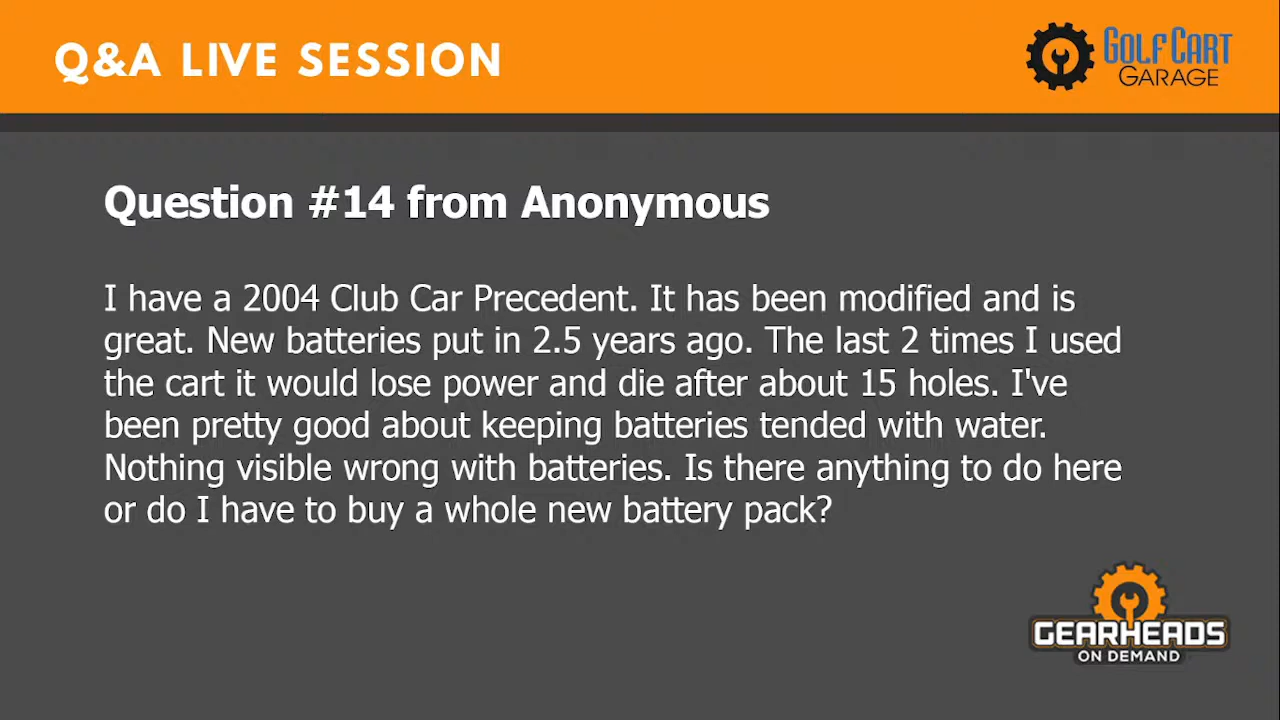 Q&A LIVE SESSION
GOLF CART
GARAGE
Question #14 from Anonymous
I have a 2004 Club Car Precedent. It has been modified and is
great. New batteries put in 2.5 years ago. The last 2 times I used
the cart it would lose power and die after about 15 holes. I've
been pretty good about keeping batteries tended with water.
Nothing visible wrong with batteries. Is there anything to do here
or do I have to buy a whole new battery pack?
GEARHEADS
ON DEMAND